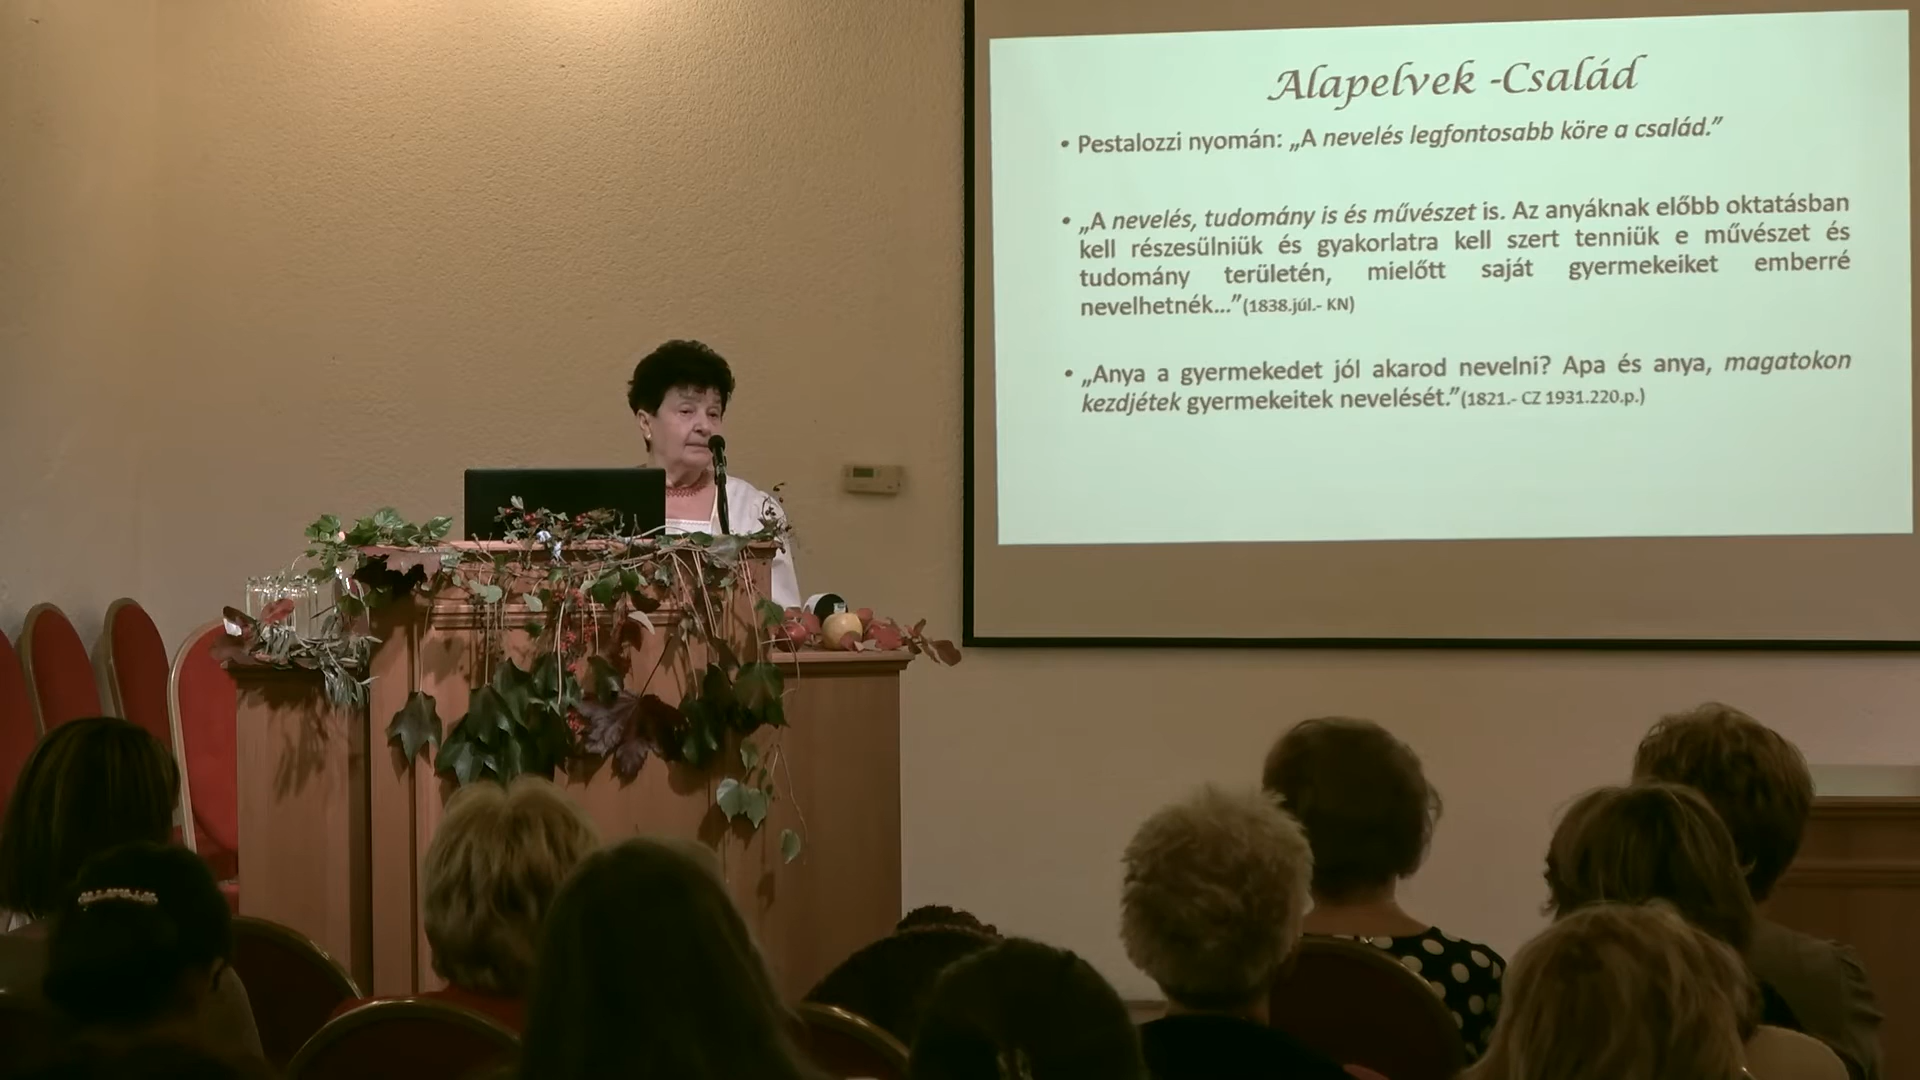 Alapelvek -Család
• Pestalozzi nyomán: „A nevelés legfontosabb köre a család.”
• „A nevelés, tudomány is és művészet is. Az anyáknak előbb oktatásban
kell részesülniük és gyakorlatra kell szert tenniük e művészet és
tudomány területén, mielőtt saját gyermekeiket emberré
nevelhetnék...”(1838.júl.- KN)
• „Anya a gyermekedet jól akarod nevelni? Apa és anya, magatokon
kezdjétek gyermekeitek nevelését.”(1821.- CZ 1931.220.p.)